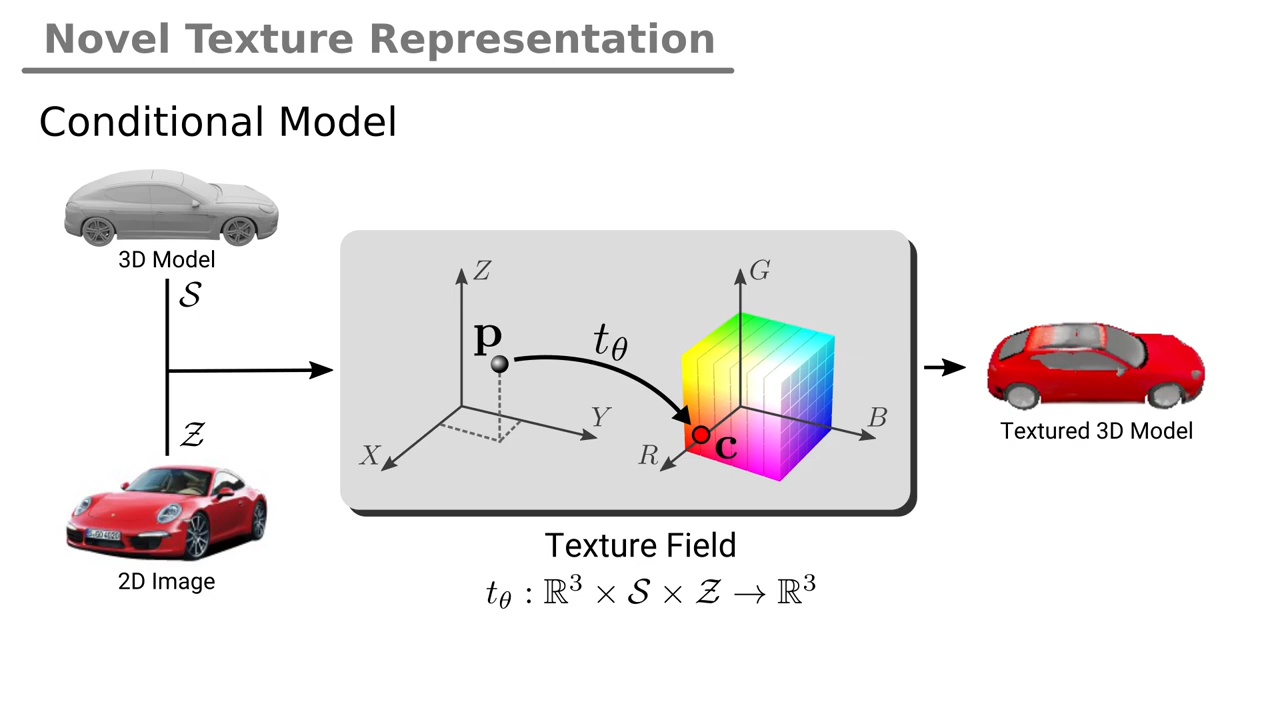 Novel Texture Representation
Conditional Model
3D Model
𝒮
𝒵
2D Image
Z
Y
X
p
t_θ
G
B
R
c
Texture Field
t_θ : ℝ³ × 𝒮 × 𝒵 → ℝ³
Textured 3D Model